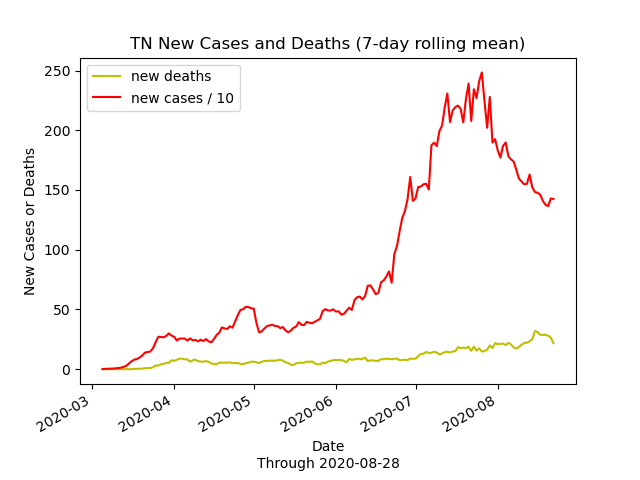 TN New Cases and Deaths (7-day rolling mean)
new deaths
new cases / 10
250
200
150
100
50
0
New Cases or Deaths
2020-03
2020-04
2020-05
2020-06
2020-07
2020-08
Date
Through 2020-08-28